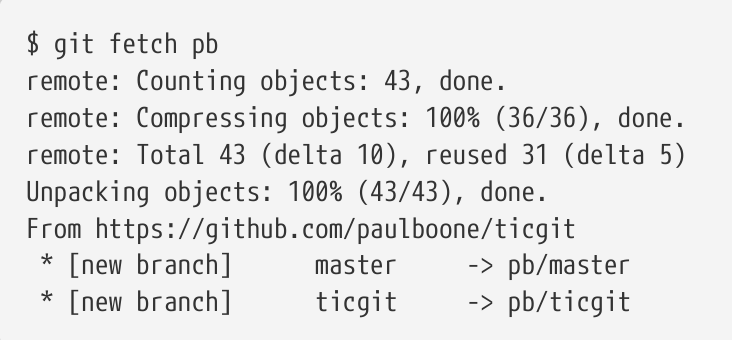 $ git fetch pb
remote: Counting objects: 43, done.
remote: Compressing objects: 100% (36/36), done.
remote: Total 43 (delta 10), reused 31 (delta 5)
Unpacking objects: 100% (43/43), done.
From https://github.com/paulboone/ticgit
 * [new branch]      master     -> pb/master
 * [new branch]      ticgit     -> pb/ticgit